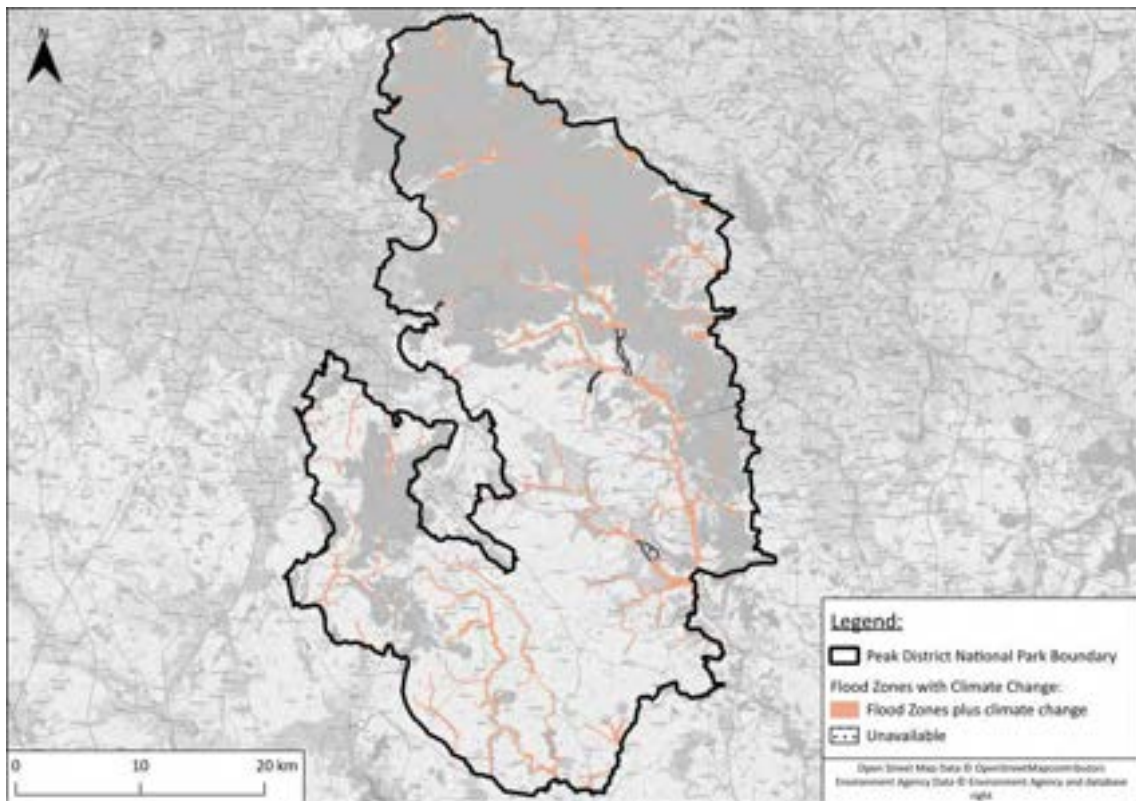 N
Legend:
Peak District National Park Boundary
Flood Zones with Climate Change:
Flood Zones plus climate change
Unavailable
0 10 20 km
Open Street Map Data © OpenStreetMapcontributors
Environment Agency Data © Environment Agency and database
right